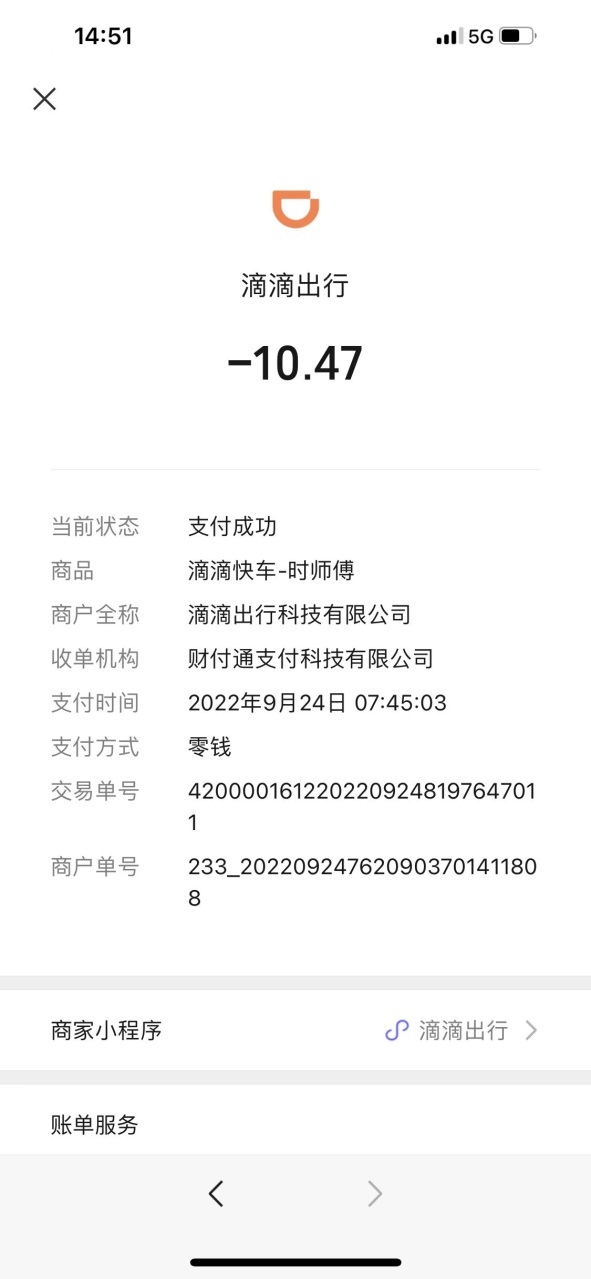 14:51
5G
滴滴出行
-10.47
当前状态 支付成功
商品 滴滴快车-时师傅
商户全称 滴滴出行科技有限公司
收单机构 财付通支付科技有限公司
支付时间 2022年9月24日 07:45:03
支付方式 零钱
交易单号 420000161220220924819764701
1
商户单号 233_20220924762090370141180
8
商家小程序 滴滴出行
账单服务